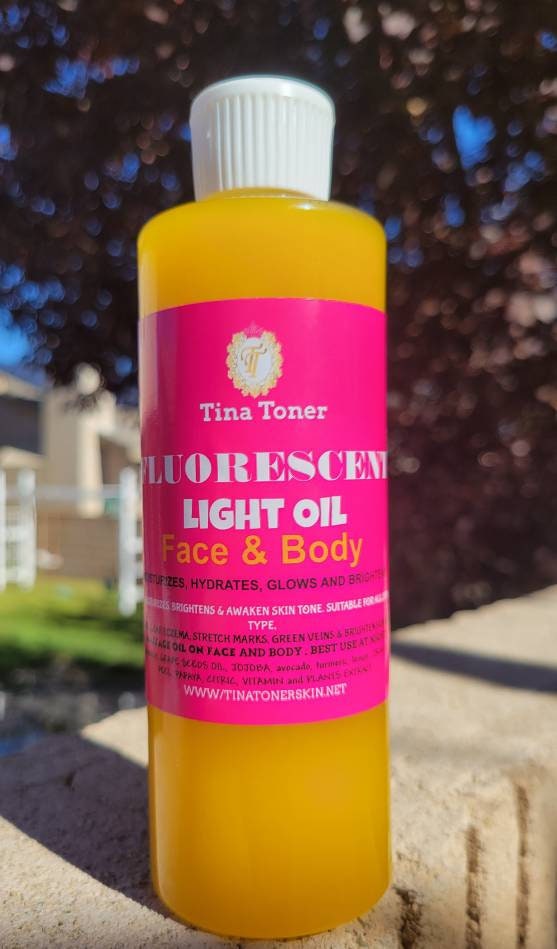 T
Tina Toner
FLUORESCENT
LIGHT OIL
Face & Body
HYDRATES, GLOWS AND
BRIGHTENS & AWAKEN SKIN TONE. SUITABLE FOR
TYPE.
ECZEMA, STRETCH MARKS, GREEN VEINS &
OIL ON FACE AND BODY. BEST USE AT
GRAPE SEEDS OIL, JOJOBA, avocado, turmeric,
PAPAYA, CITRIC, VITAMIN and PLANTS EXTRACT
WWW/TINATONERSKIN.NET